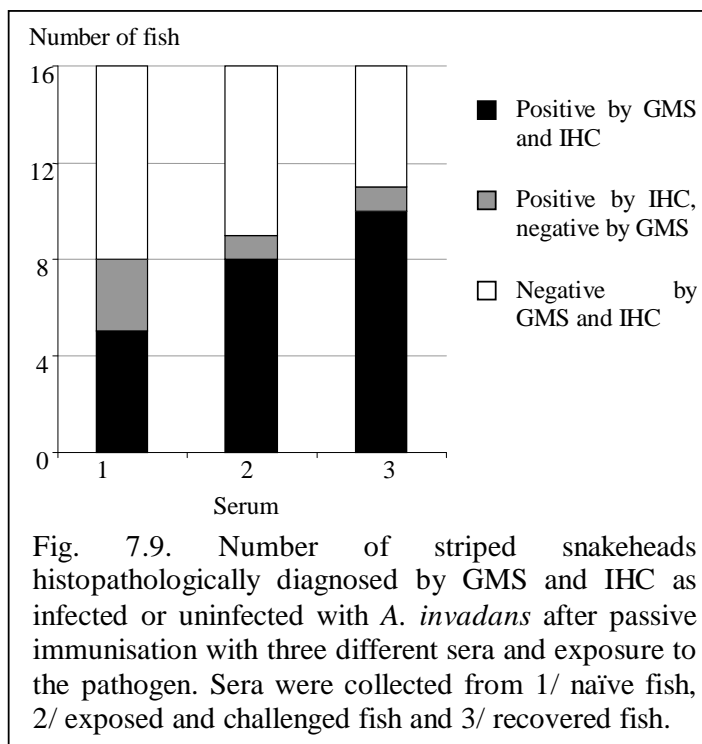 Number of fish
16
12
8
4
0
1 2 3
Serum
Positive by GMS
and IHC
Positive by IHC,
negative by GMS
Negative by
GMS and IHC
Fig. 7.9. Number of striped snakeheads
histopathologically diagnosed by GMS and IHC as
infected or uninfected with A. invadans after passive
immunisation with three different sera and exposure to
the pathogen. Sera were collected from 1/ naïve fish,
2/ exposed and challenged fish and 3/ recovered fish.